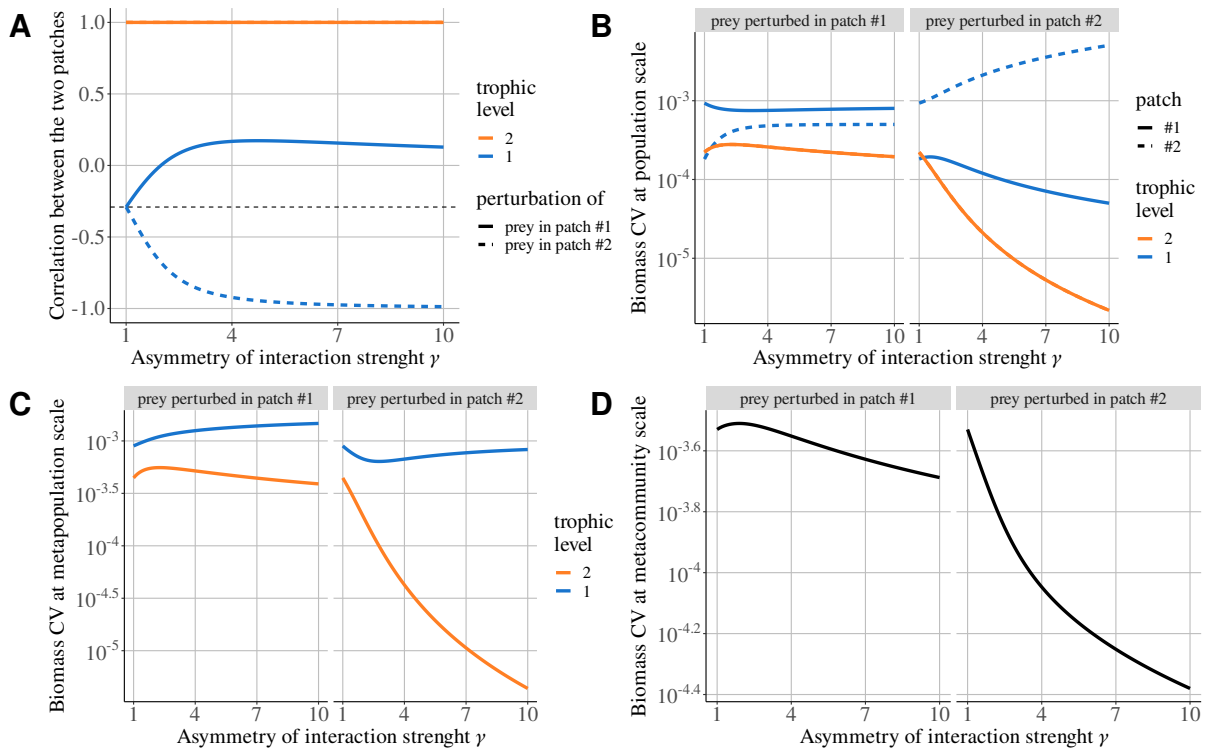 A
Correlation between the two patches
1.0
0.5
0.0
-0.5
-1.0
1 4 7 10
Asymmetry of interaction strenght γ
trophic
level
2
1
perturbation of
prey in patch #1
prey in patch #2
B
prey perturbed in patch #1 prey perturbed in patch #2
Biomass CV at population scale
10-3
10-4
10-5
1 4 7 10 1 4 7 10
Asymmetry of interaction strenght γ
patch
#1
#2
trophic
level
2
1
C
prey perturbed in patch #1 prey perturbed in patch #2
Biomass CV at metapopulation scale
10-3
10-3.5
10-4
10-4.5
10-5
1 4 7 10 1 4 7 10
Asymmetry of interaction strenght γ
trophic
level
2
1
D
prey perturbed in patch #1 prey perturbed in patch #2
Biomass CV at metacommunity scale
10-3.6
10-3.8
10-4
10-4.2
10-4.4
1 4 7 10 1 4 7 10
Asymmetry of interaction strenght γ